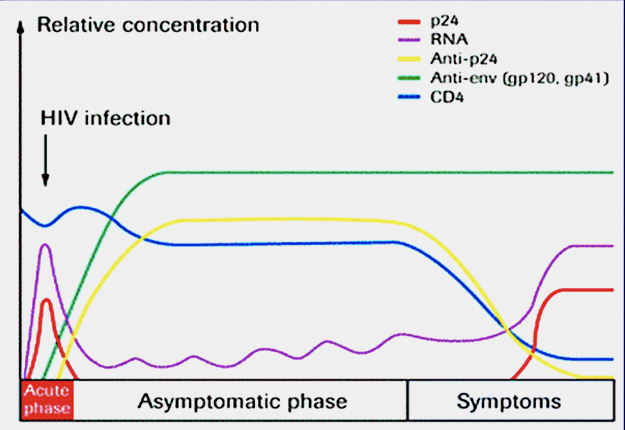 Relative concentration
p24
RNA
Anti-p24
Anti-env (gp120, gp41)
CD4
HIV infection
Acute
phase
Asymptomatic phase
Symptoms